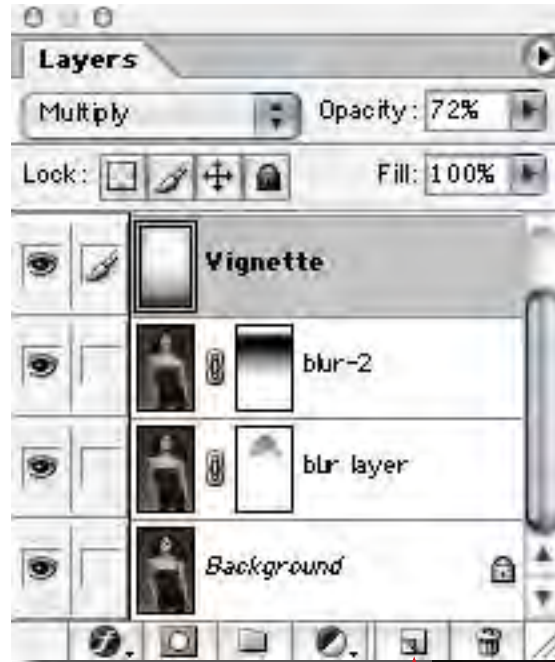 Layers
Multiply Opacity: 72%
Lock: Fill: 100%
Vignette
blur-2
blur layer
Background